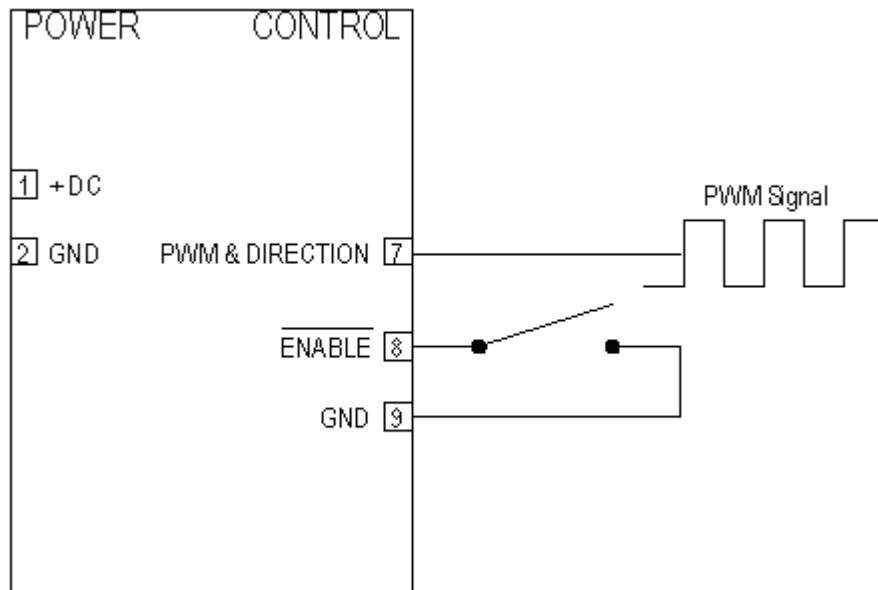 POWER CONTROL
1 +DC
PWM Signal
2 GND PWM & DIRECTION 7
ENABLE 8
GND 9